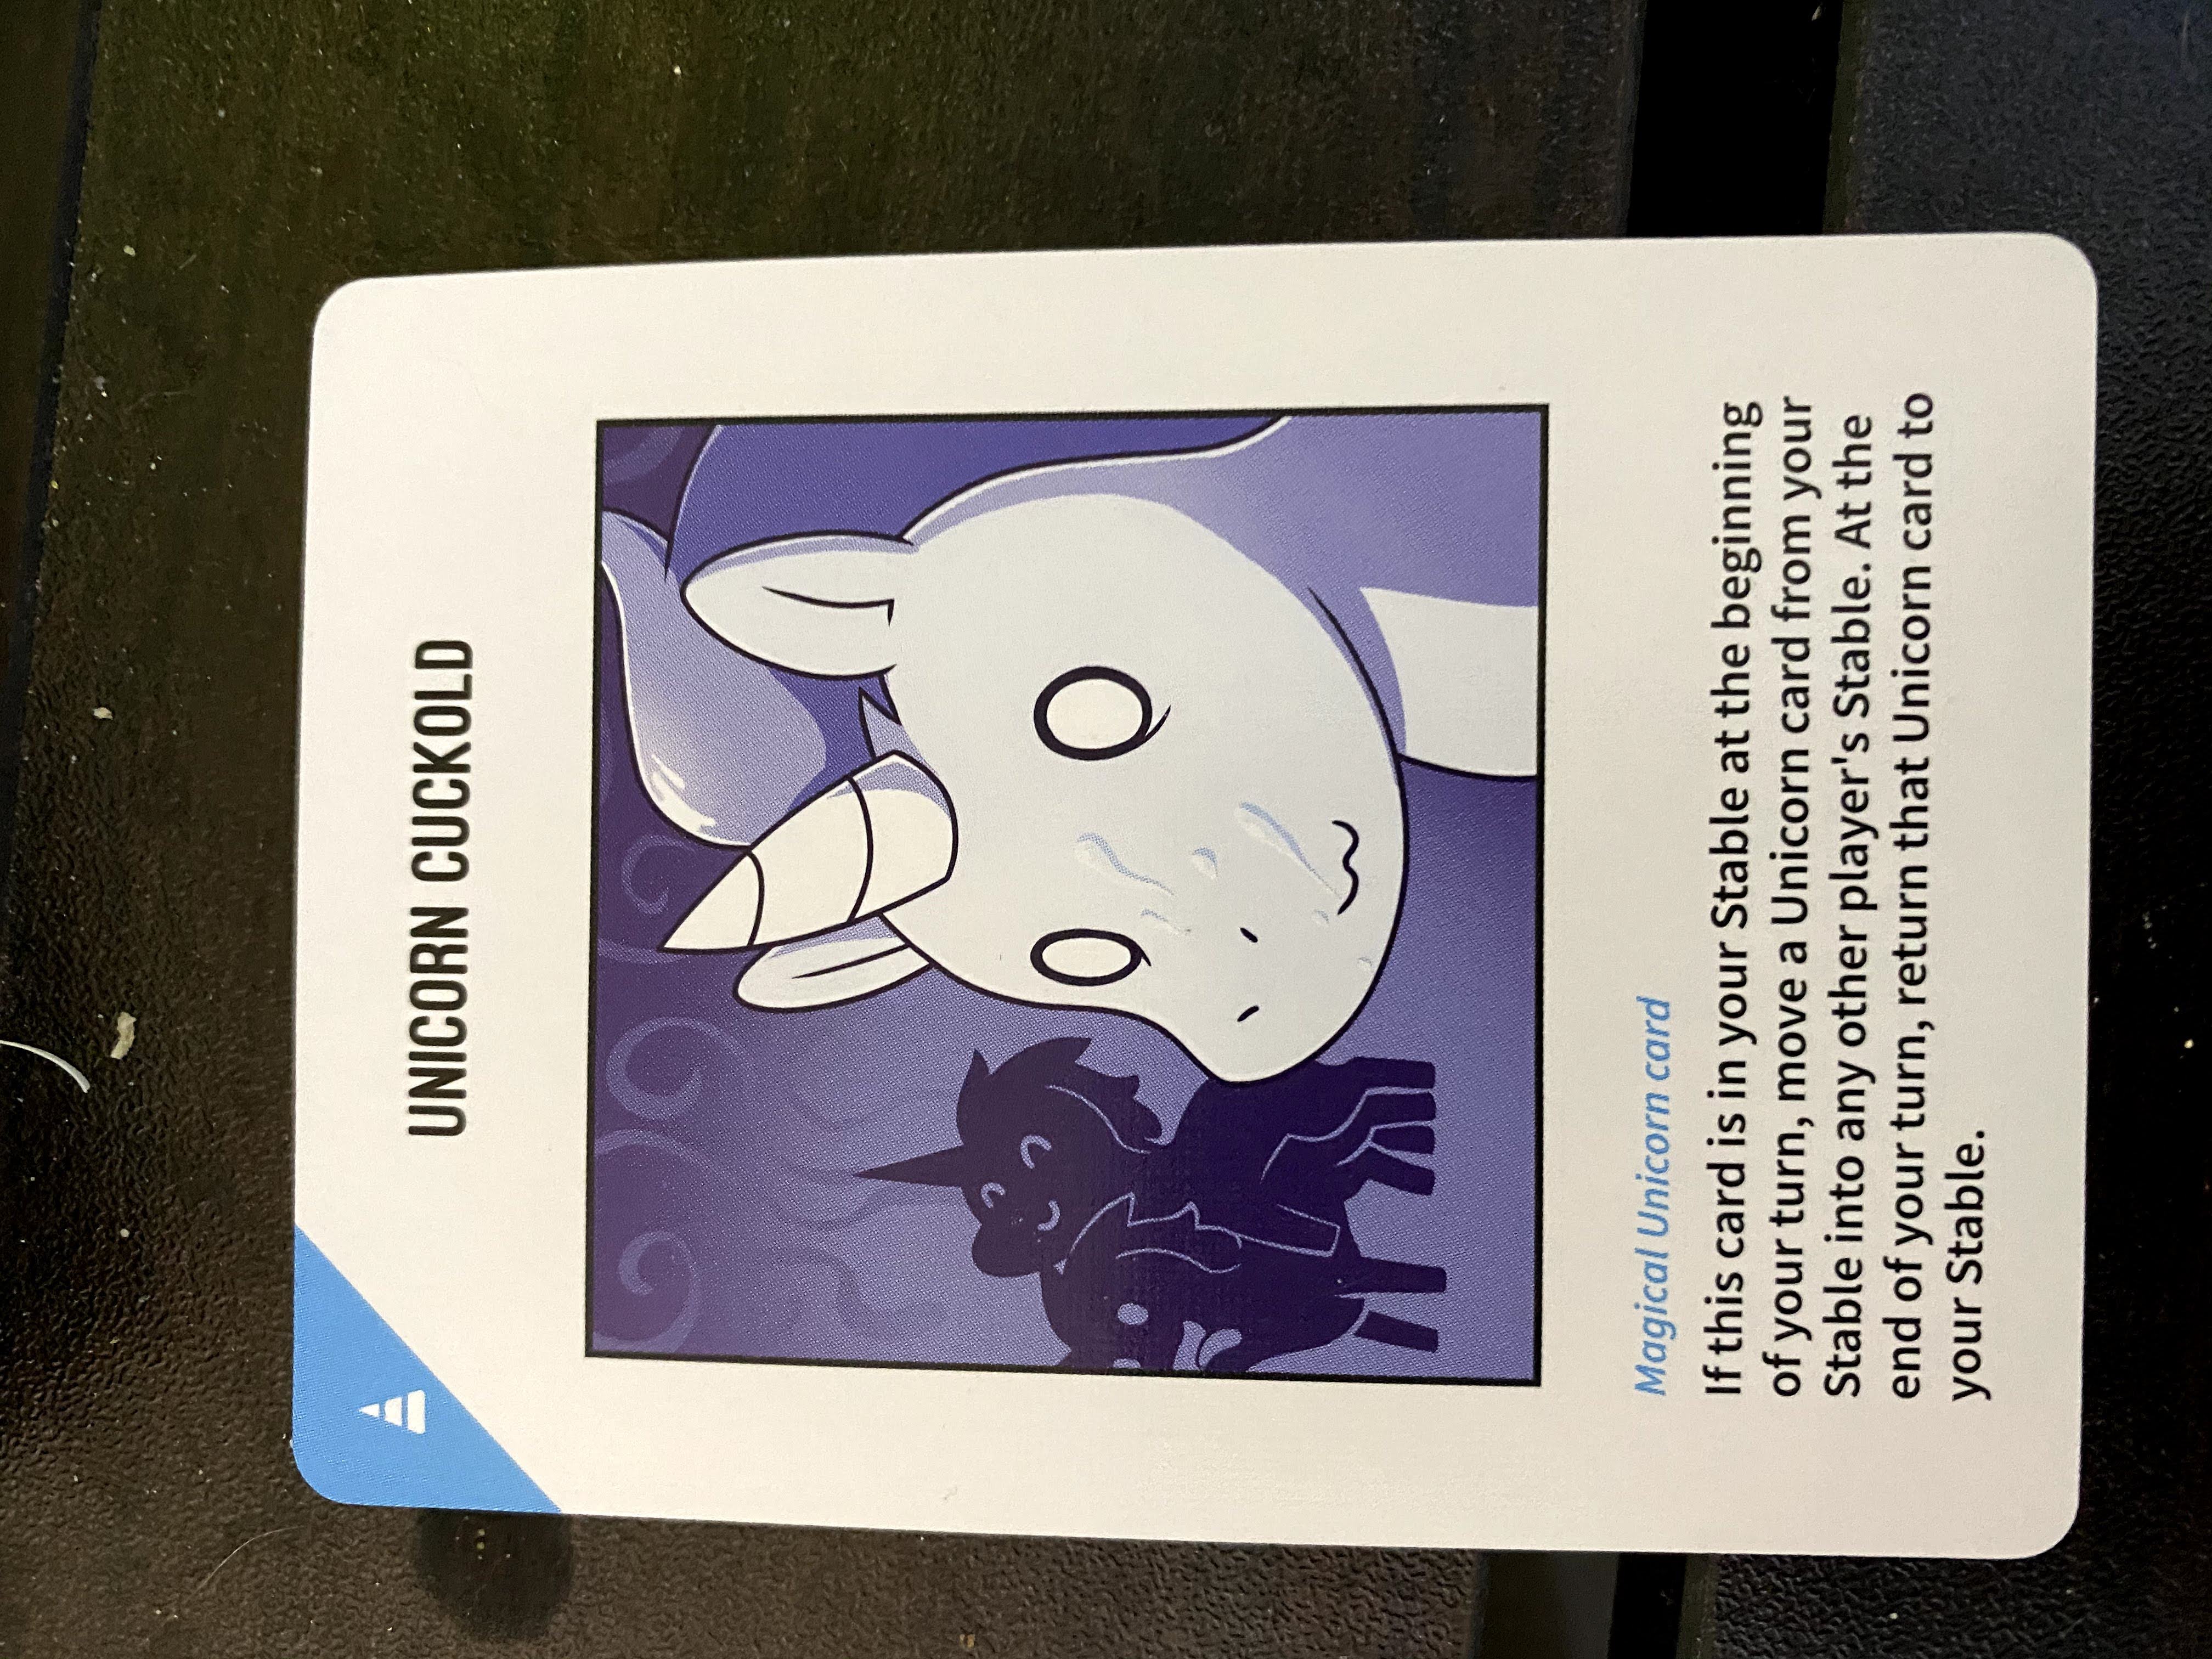 UNICORN CUCKOLD
Magical Unicorn card
If this card is in your Stable at the beginning
of your turn, move a Unicorn card from your
Stable into any other player's Stable. At the
end of your turn, return that Unicorn card to
your Stable.